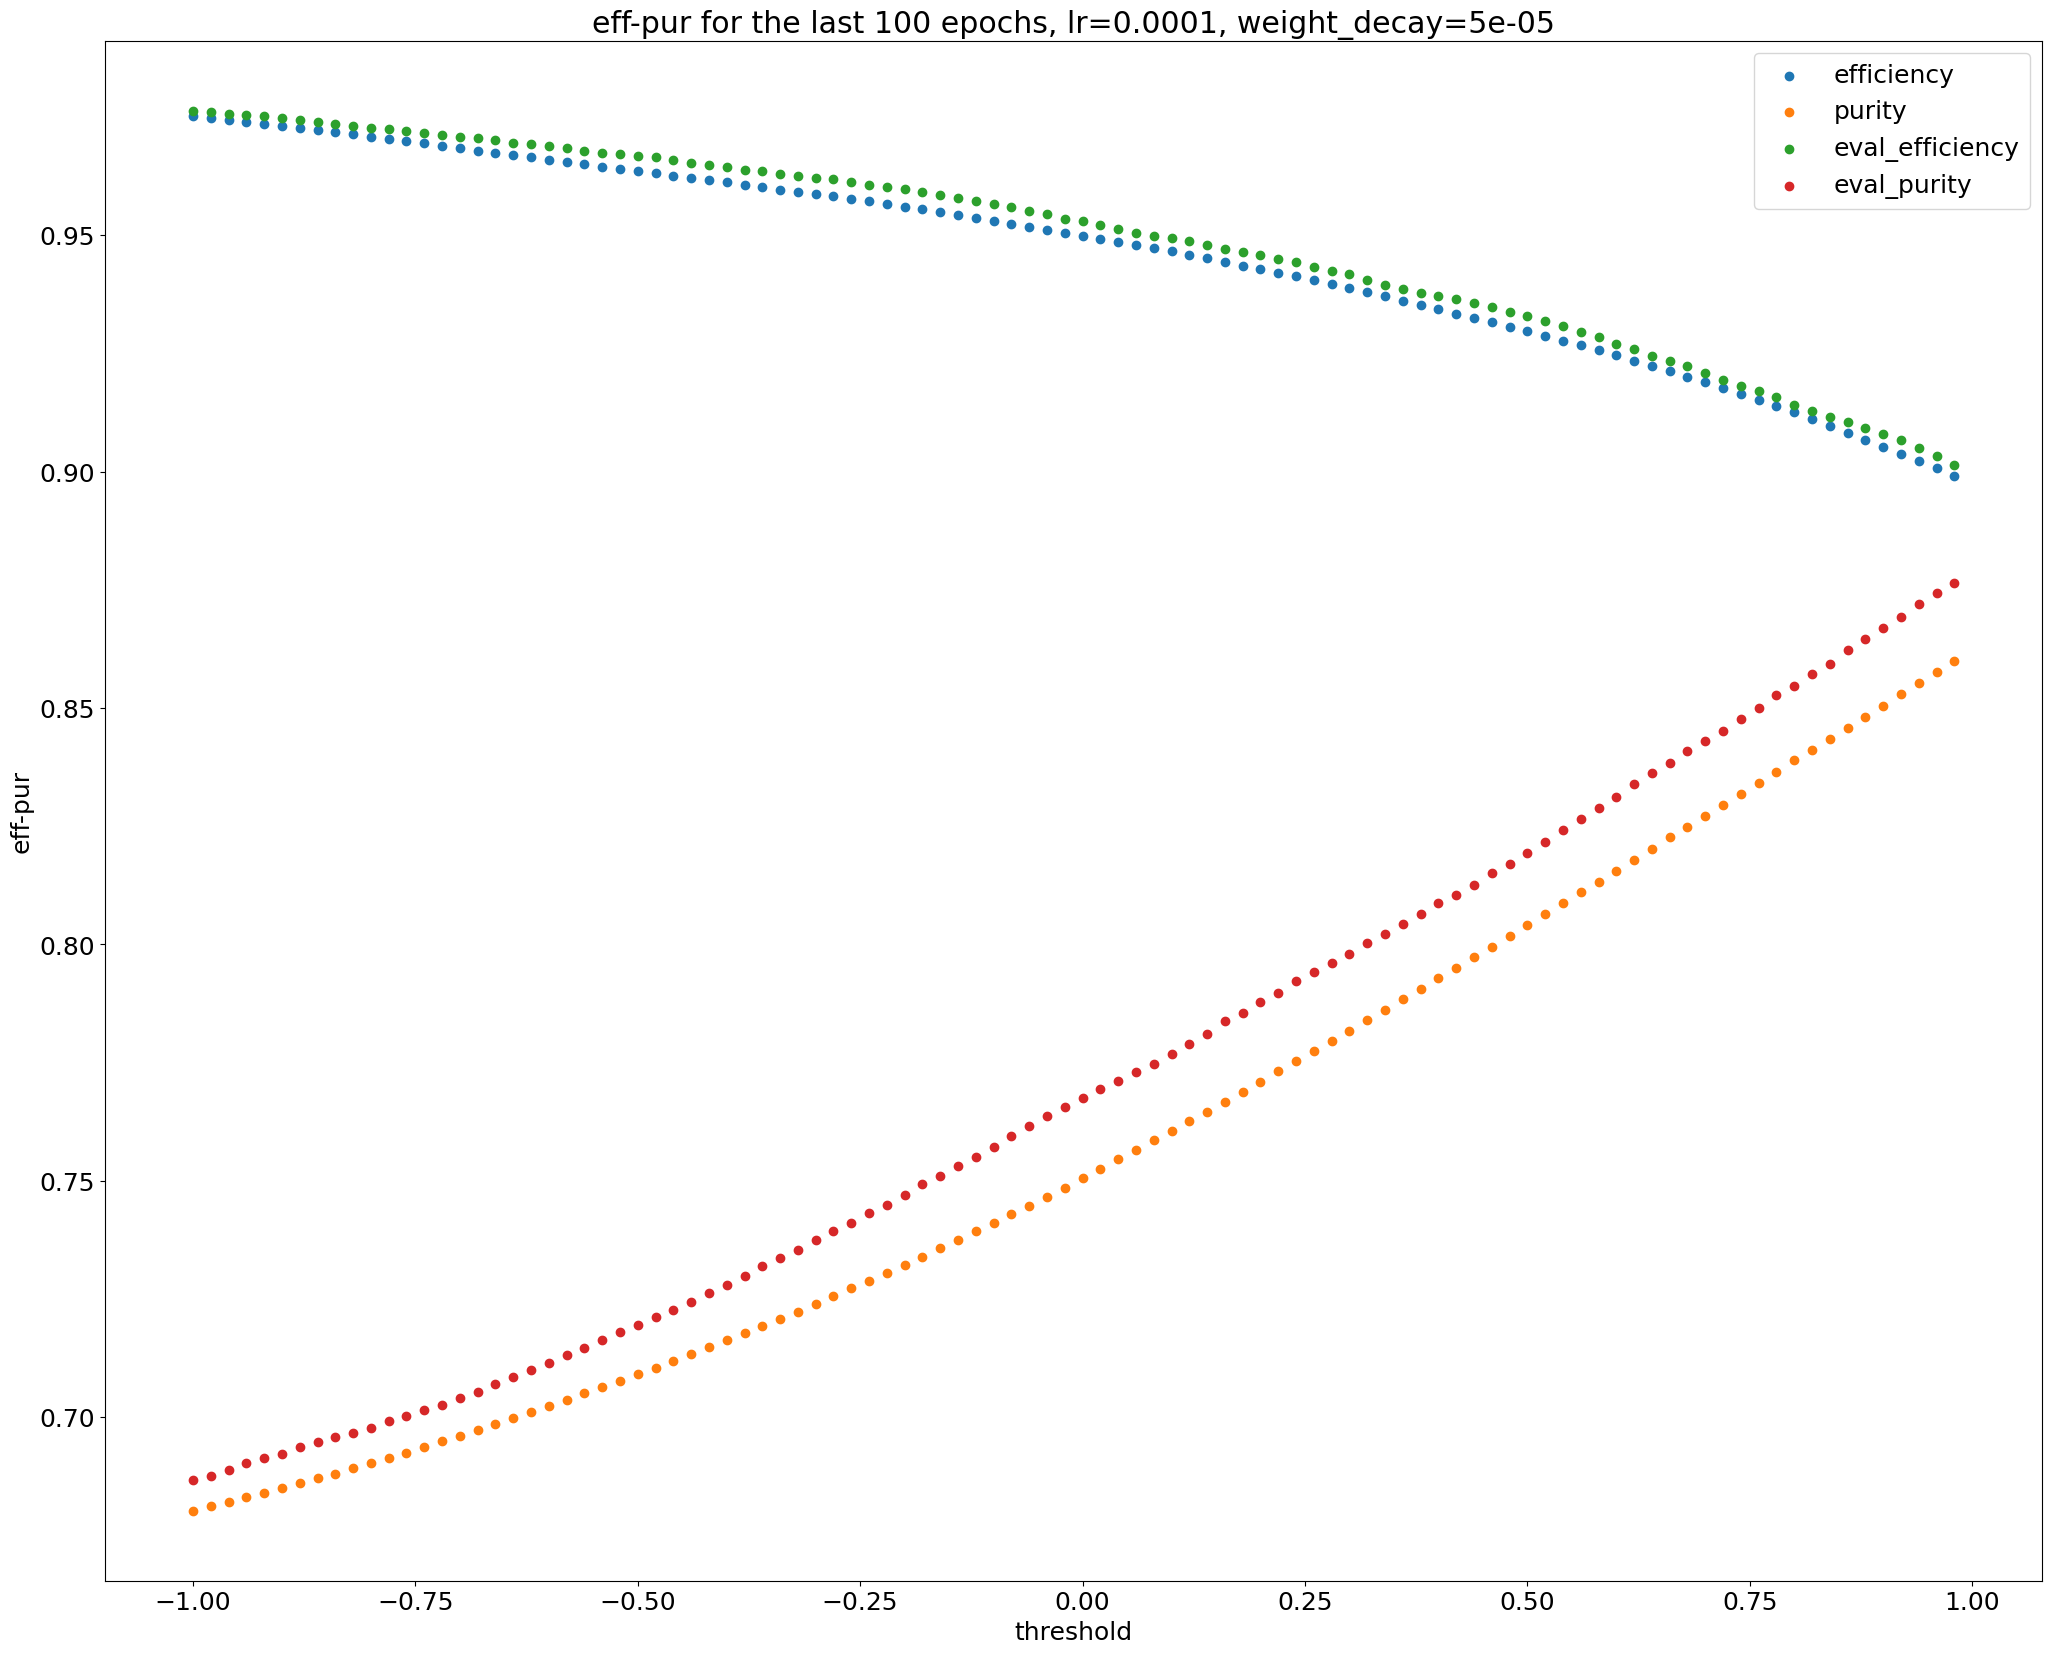 eff-pur for the last 100 epochs, lr=0.0001, weight_decay=5e-05
efficiency
purity
eval_efficiency
eval_purity
0.95
0.90
0.85
0.80
0.75
0.70
eff-pur
−1.00 −0.75 −0.50 −0.25 0.00 0.25 0.50 0.75 1.00
threshold